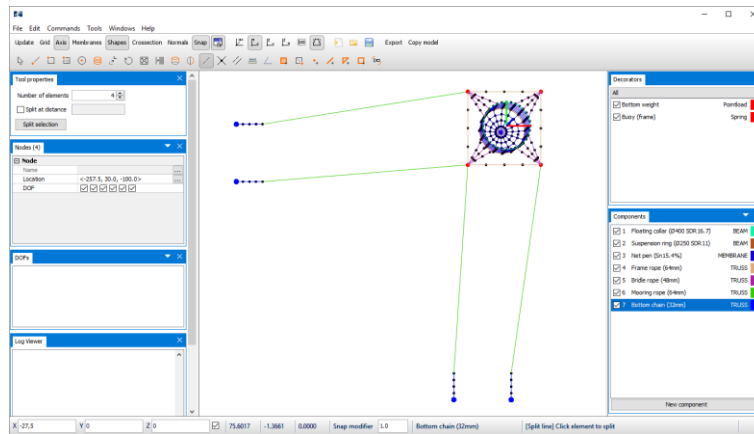 File Edit Commands Tools Windows Help
Update Grid Axis Membranes Shapes Crossection Normals Snap Export Copy model
Tool properties
Number of elements 4
Split at distance
Split selection
Nodes (4)
Node
Name
Location <-257.5, 30.0, -100.0>
DOF
DOFs
Log Viewer
Decorators
All
Bottom weight Pointload
Buoy (frame) Spring
Components
1 Floating collar (Ø400 SDR16.7) BEAM
2 Suspension ring (Ø250 SDR11) BEAM
3 Net pen (Sn15.4%) MEMBRANE
4 Frame rope (64mm) TRUSS
5 Bridle rope (48mm) TRUSS
6 Mooring rope (64mm) TRUSS
7 Bottom chain (32mm) TRUSS
New component
X -27,5 Y 0 Z 0 75.6017 -1.3661 0.0000 Snap modifier 1.0 Bottom chain (32mm) [Split line] Click element to split